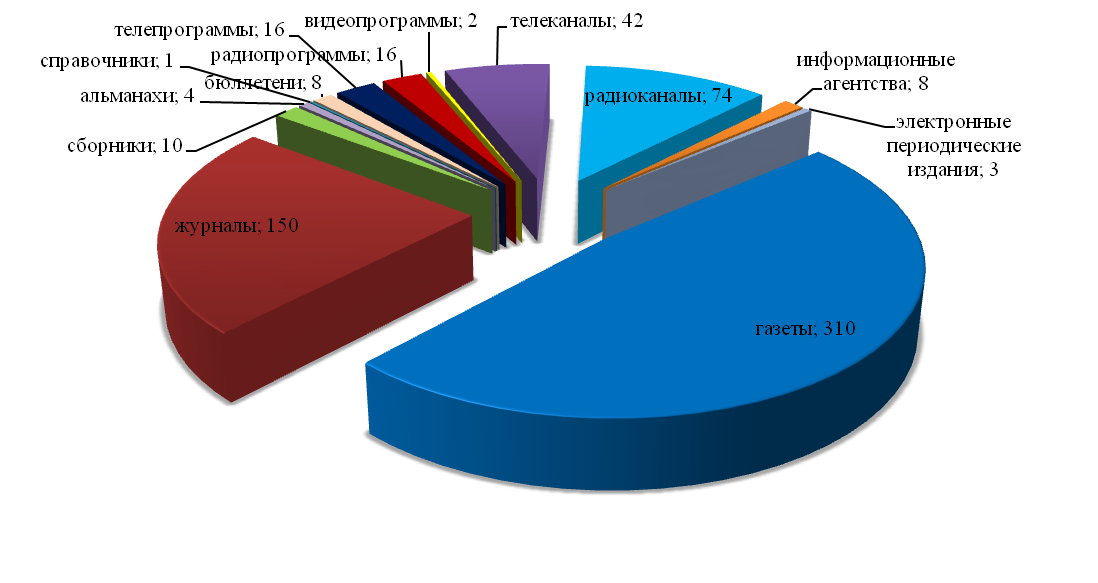 видеопрограммы; 2
телеканалы; 42
телепрограммы; 16
радиопрограммы; 16
справочники; 1
бюллетени; 8
альманахи; 4
сборники; 10
журналы; 150
радиоканалы; 74
информационные
агентства; 8
электронные
периодические
издания; 3
газеты; 310